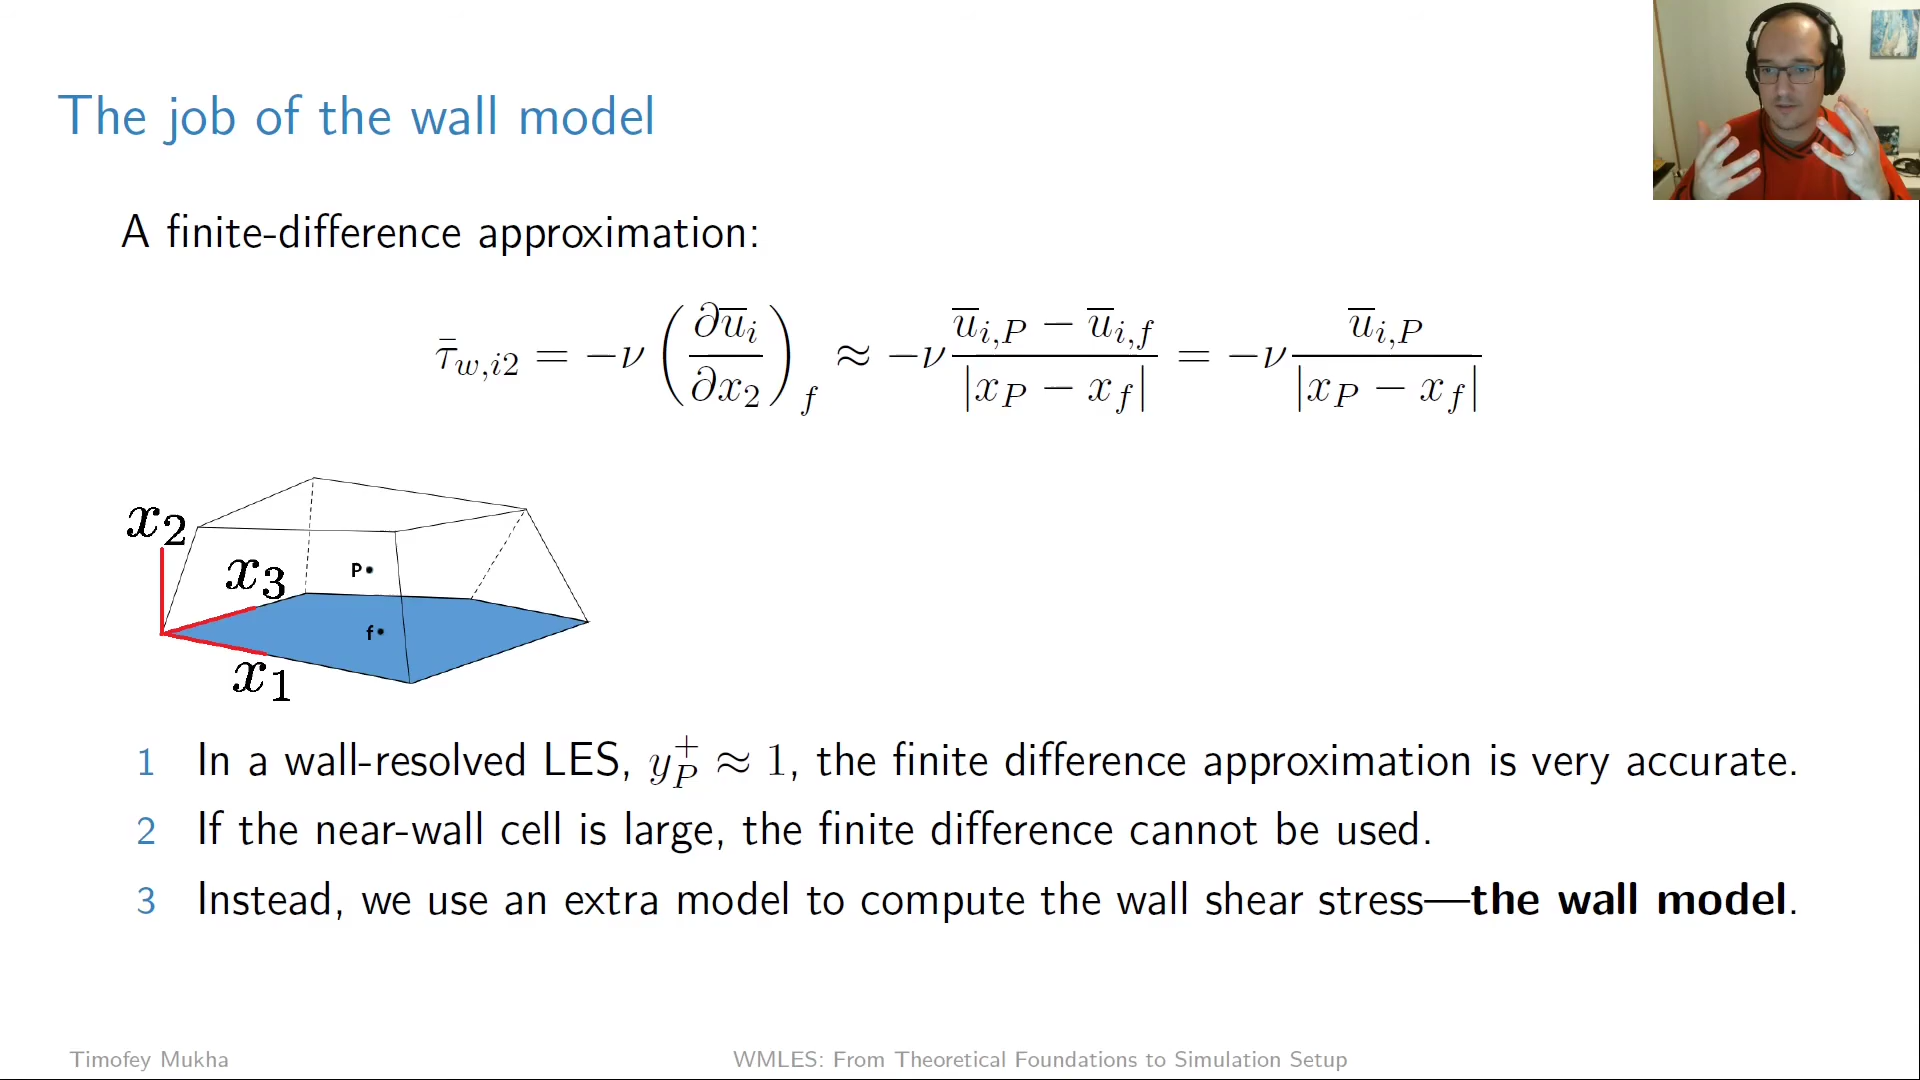 The job of the wall model
A finite-difference approximation:
$\bar{\tau}_{w,i2} = -\nu \left( \frac{\partial \overline{u}_i}{\partial x_2} \right)_f \approx -\nu \frac{\overline{u}_{i,P} - \overline{u}_{i,f}}{|x_P - x_f|} = -\nu \frac{\overline{u}_{i,P}}{|x_P - x_f|}$
$x_2$
$x_3$
P
f
$x_1$
1 In a wall-resolved LES, $y_P^+ \approx 1$, the finite difference approximation is very accurate.
2 If the near-wall cell is large, the finite difference cannot be used.
3 Instead, we use an extra model to compute the wall shear stress—the wall model.
Timofey Mukha
WMLES: From Theoretical Foundations to Simulation Setup